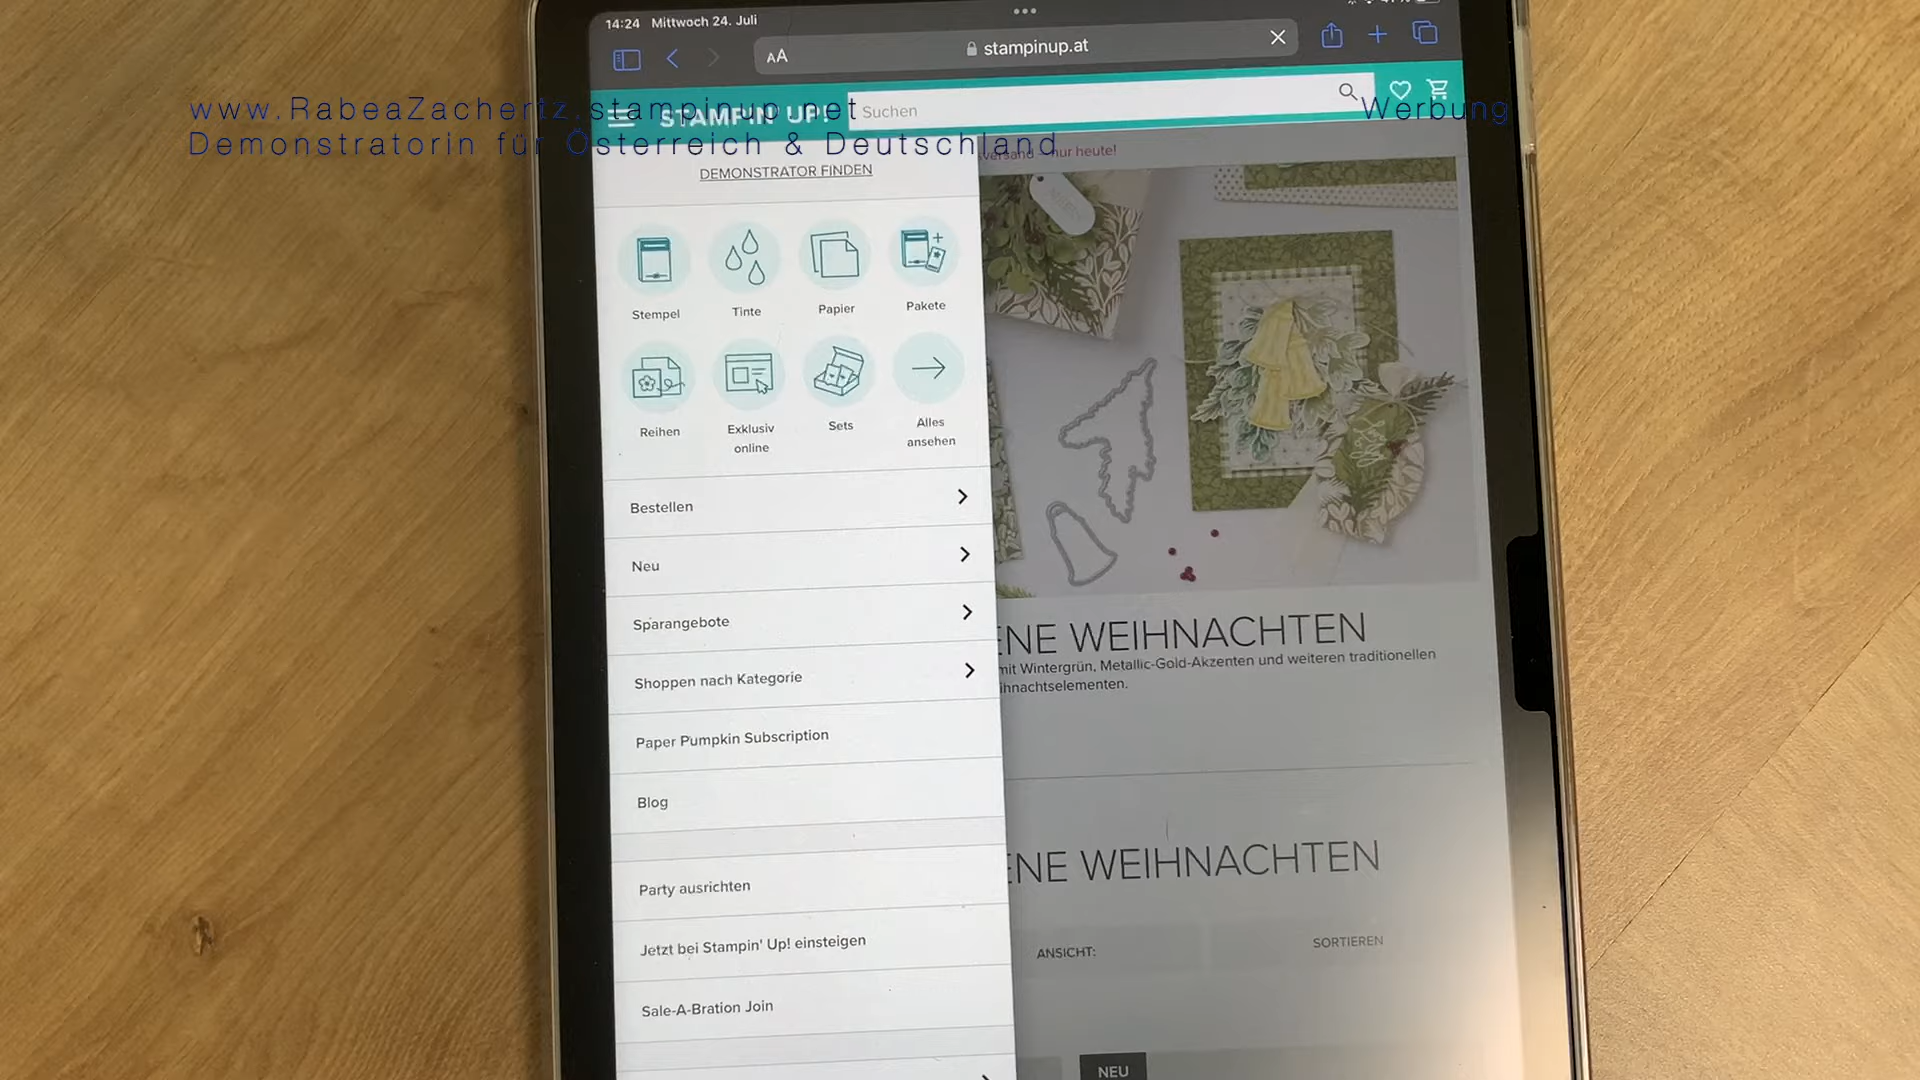 14:24 Mittwoch 24. Juli
AA
stampinup.at
www.RabeaZachertz.stampinup.net
Werbung
Demonstratorin für Österreich & Deutschland
STAMPIN' UP!
Suchen
nur heute!
DEMONSTRATOR FINDEN
Stempel
Tinte
Papier
Pakete
Reihen
Exklusiv online
Sets
Alles ansehen
Bestellen
Neu
Sparangebote
Shoppen nach Kategorie
Paper Pumpkin Subscription
Blog
Party ausrichten
Jetzt bei Stampin' Up! einsteigen
Sale-A-Bration Join
ENE WEIHNACHTEN
mit Wintergrün, Metallic-Gold-Akzenten und weiteren traditionellen
ihnachtselementen.
ENE WEIHNACHTEN
ANSICHT:
SORTIEREN
NEU